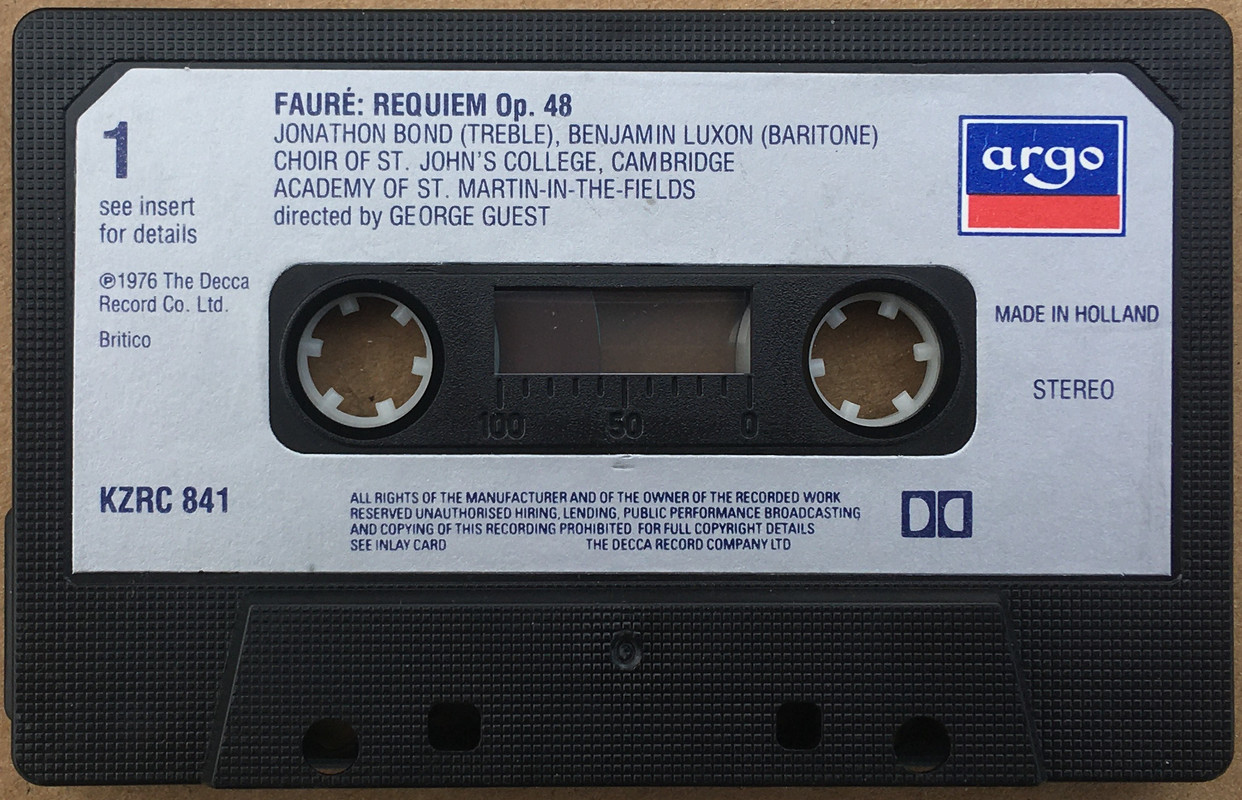 FAURÉ: REQUIEM Op. 48
JONATHON BOND (TREBLE), BENJAMIN LUXON (BARITONE)
CHOIR OF ST. JOHN'S COLLEGE, CAMBRIDGE
ACADEMY OF ST. MARTIN-IN-THE-FIELDS
directed by GEORGE GUEST
argo
1
see insert
for details
℗1976 The Decca
Record Co. Ltd.
Britico
MADE IN HOLLAND
STEREO
100 50 0
KZRC 841
ALL RIGHTS OF THE MANUFACTURER AND OF THE OWNER OF THE RECORDED WORK
RESERVED UNAUTHORISED HIRING, LENDING, PUBLIC PERFORMANCE BROADCASTING
AND COPYING OF THIS RECORDING PROHIBITED FOR FULL COPYRIGHT DETAILS
SEE INLAY CARD THE DECCA RECORD COMPANY LTD